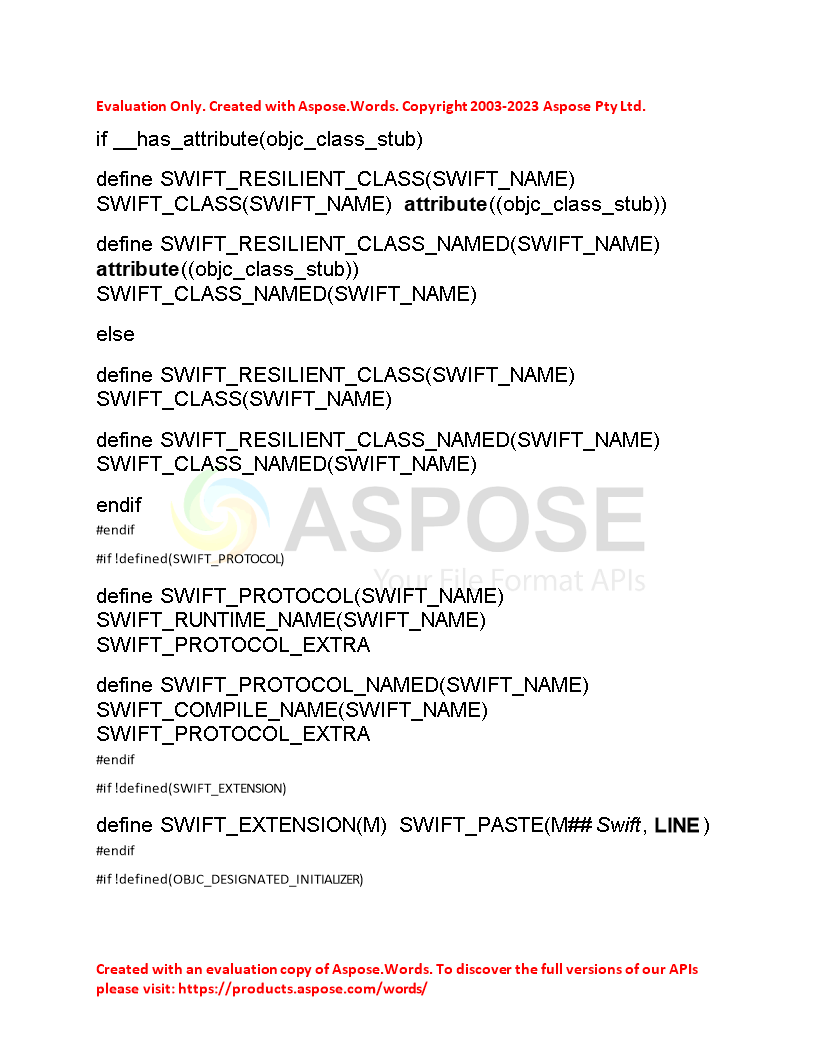 Evaluation Only. Created with Aspose.Words. Copyright 2003-2023 Aspose Pty Ltd.
if __has_attribute(objc_class_stub)
define SWIFT_RESILIENT_CLASS(SWIFT_NAME)
SWIFT_CLASS(SWIFT_NAME) attribute((objc_class_stub))
define SWIFT_RESILIENT_CLASS_NAMED(SWIFT_NAME)
attribute((objc_class_stub))
SWIFT_CLASS_NAMED(SWIFT_NAME)
else
define SWIFT_RESILIENT_CLASS(SWIFT_NAME)
SWIFT_CLASS(SWIFT_NAME)
define SWIFT_RESILIENT_CLASS_NAMED(SWIFT_NAME)
SWIFT_CLASS_NAMED(SWIFT_NAME)
endif
ASPOSE
#endif
#if !defined(SWIFT_PROTOCOL)
Your File Format APIs
define SWIFT_PROTOCOL(SWIFT_NAME)
SWIFT_RUNTIME_NAME(SWIFT_NAME)
SWIFT_PROTOCOL_EXTRA
define SWIFT_PROTOCOL_NAMED(SWIFT_NAME)
SWIFT_COMPILE_NAME(SWIFT_NAME)
SWIFT_PROTOCOL_EXTRA
#endif
#if !defined(SWIFT_EXTENSION)
define SWIFT_EXTENSION(M) SWIFT_PASTE(M## Swift, LINE)
#endif
#if !defined(OBJC_DESIGNATED_INITIALIZER)
Created with an evaluation copy of Aspose.Words. To discover the full versions of our APIs
please visit: https://products.aspose.com/words/